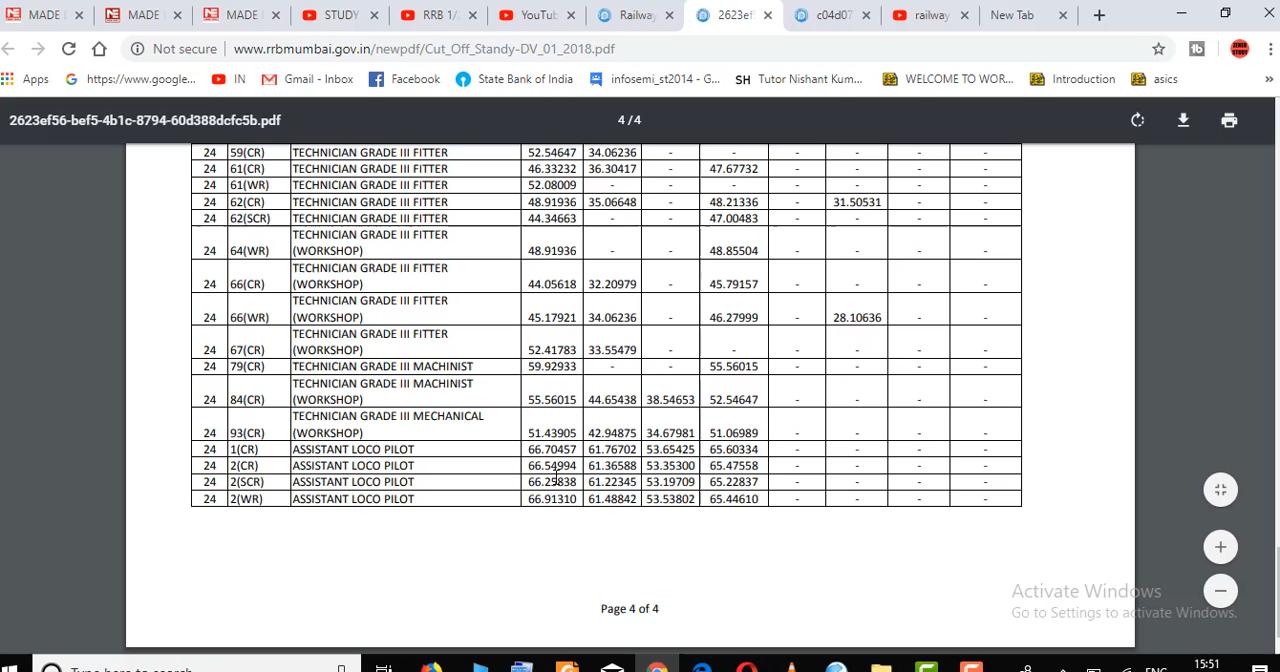 MADE D
MADE D
MADE D
STUDY
RRB 1/2
YouTub
Railway
2623ef5
c04d07
railway
New Tab
Not secure | www.rrbmumbai.gov.in/newpdf/Cut_Off_Standy-DV_01_2018.pdf
Apps https://www.google... IN Gmail - Inbox Facebook State Bank of India infosemi_st2014 - G... SH Tutor Nishant Kum... WELCOME TO WOR... Introduction asics »
2623ef56-bef5-4b1c-8794-60d388dcfc5b.pdf 4 / 4
24 59(CR) TECHNICIAN GRADE III FITTER 52.54647 34.06236 - - - - - -
24 61(CR) TECHNICIAN GRADE III FITTER 46.33232 36.30417 - 47.67732 - - - -
24 61(WR) TECHNICIAN GRADE III FITTER 52.08009 - - - - - - -
24 62(CR) TECHNICIAN GRADE III FITTER 48.91936 35.06648 - 48.21336 - 31.50531 - -
24 62(SCR) TECHNICIAN GRADE III FITTER 44.34663 - - 47.00483 - - - -
TECHNICIAN GRADE III FITTER
24 64(WR) (WORKSHOP) 48.91936 - - 48.85504 - - - -
TECHNICIAN GRADE III FITTER
24 66(CR) (WORKSHOP) 44.05618 32.20979 - 45.79157 - - - -
TECHNICIAN GRADE III FITTER
24 66(WR) (WORKSHOP) 45.17921 34.06236 - 46.27999 - 28.10636 - -
TECHNICIAN GRADE III FITTER
24 67(CR) (WORKSHOP) 52.41783 33.55479 - - - - - -
24 79(CR) TECHNICIAN GRADE III MACHINIST 59.92933 - - 55.56015 - - - -
TECHNICIAN GRADE III MACHINIST
24 84(CR) (WORKSHOP) 55.56015 44.65438 38.54653 52.54647 - - - -
TECHNICIAN GRADE III MECHANICAL
24 93(CR) (WORKSHOP) 51.43905 42.94875 34.67981 51.06989 - - - -
24 1(CR) ASSISTANT LOCO PILOT 66.70457 61.76702 53.65425 65.60334 - - - -
24 2(CR) ASSISTANT LOCO PILOT 66.54994 61.36588 53.35300 65.47558 - - - -
24 2(SCR) ASSISTANT LOCO PILOT 66.25838 61.22345 53.19709 65.22837 - - - -
24 2(WR) ASSISTANT LOCO PILOT 66.91310 61.48842 53.53802 65.44610 - - - -
Activate Windows
Go to Settings to activate Windows.
Page 4 of 4
Type here to search
ENG 15:51